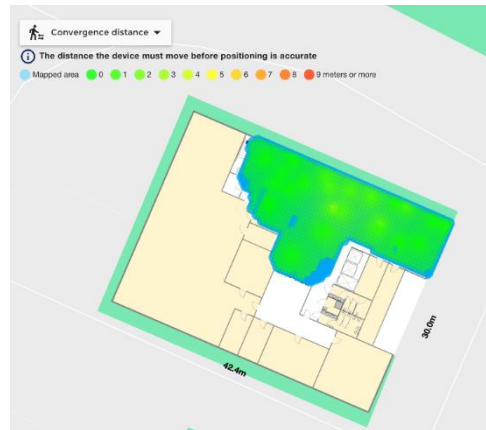 Convergence distance
The distance the device must move before positioning is accurate
Mapped area 0 1 2 3 4 5 6 7 8 9 meters or more
30.0m
42.4m